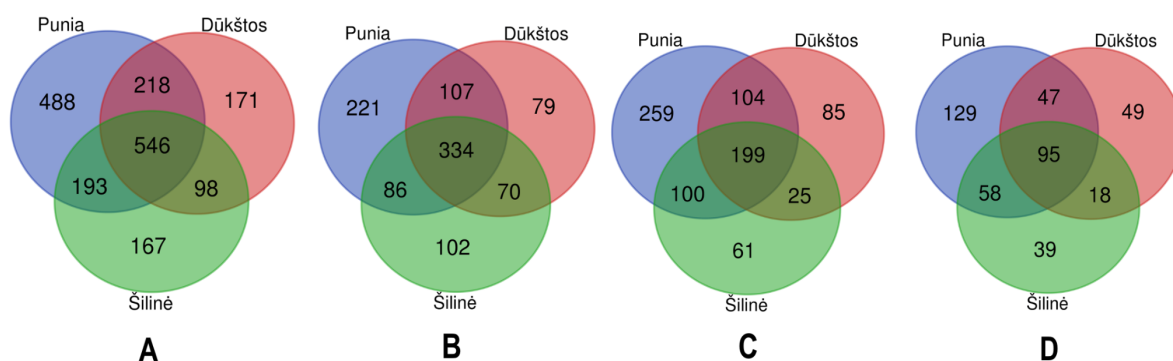 Punia Dūkštos
488 218 171
546
193 98
167
Šilinė
A
Punia Dūkštos
221 107 79
334
86 70
102
Šilinė
B
Punia Dūkštos
259 104 85
199
100 25
61
Šilinė
C
Punia Dūkštos
129 47 49
95
58 18
39
Šilinė
D